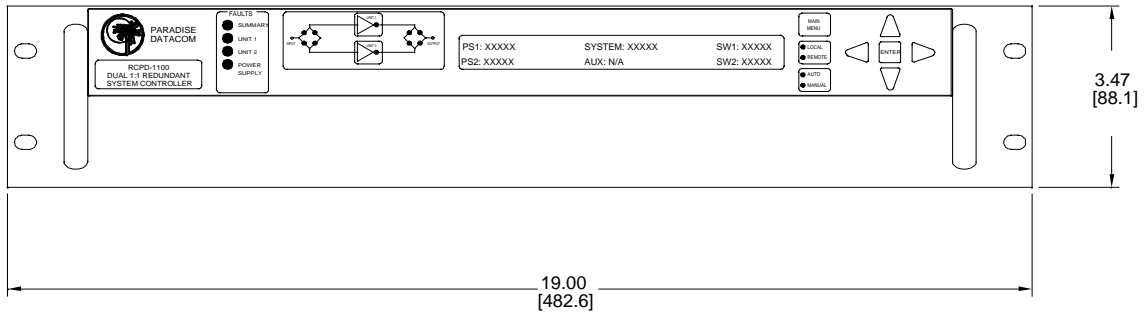 PARADISE
DATACOM
RCPD-1100
DUAL 1:1 REDUNDANT
SYSTEM CONTROLLER
FAULTS
SUMMARY
UNIT 1
UNIT 2
POWER
SUPPLY
INPUT
UNIT 1
UNIT 2
OUTPUT
PS1: XXXXX SYSTEM: XXXXX SW1: XXXXX
PS2: XXXXX AUX: N/A SW2: XXXXX
MAIN
MENU
LOCAL
REMOTE
AUTO
MANUAL
ENTER
3.47
[88.1]
19.00
[482.6]